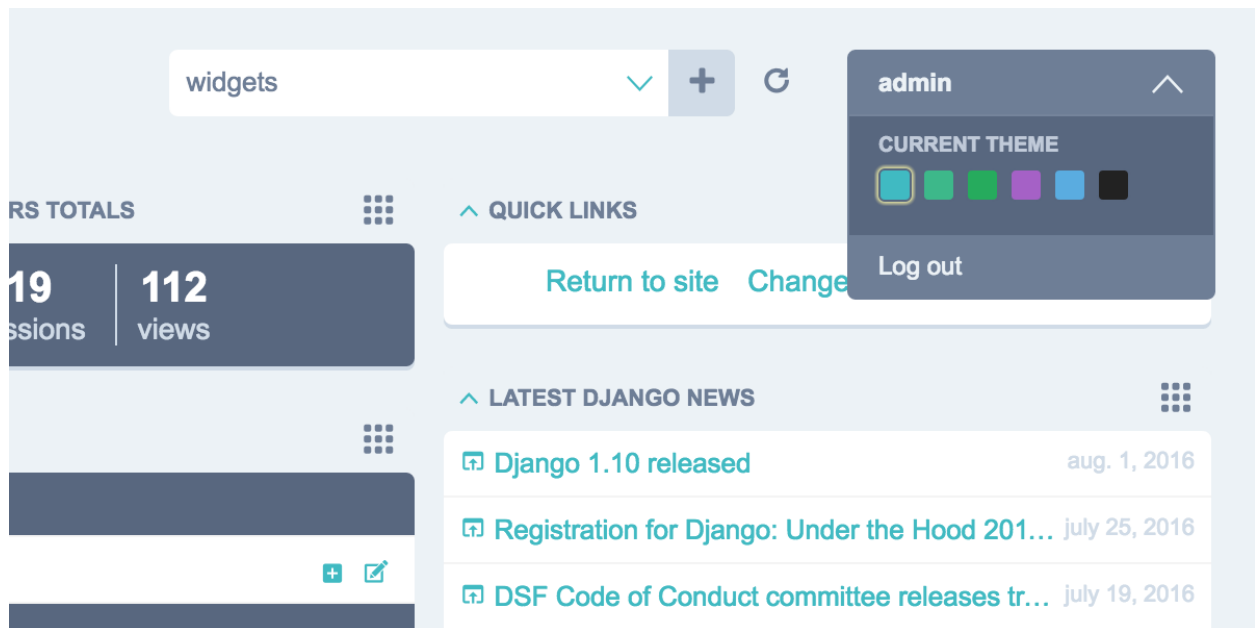 widgets
admin
CURRENT THEME
Log out
RS TOTALS
19
ssions
112
views
QUICK LINKS
Return to site Change
LATEST DJANGO NEWS
Django 1.10 released aug. 1, 2016
Registration for Django: Under the Hood 201... july 25, 2016
DSF Code of Conduct committee releases tr... july 19, 2016